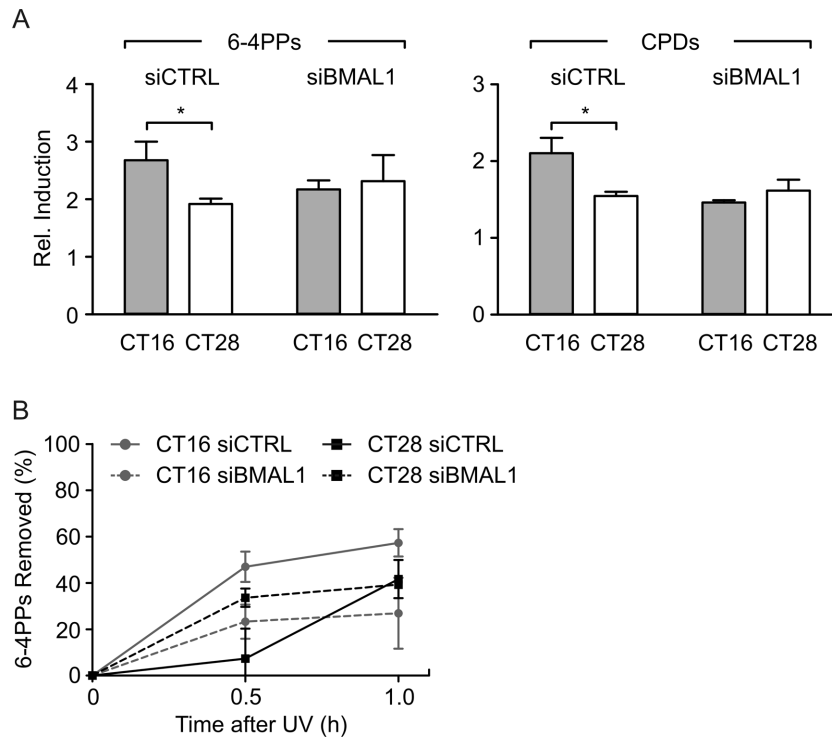 A
6-4PPs
CPDs
siCTRL
siBMAL1
siCTRL
siBMAL1
Rel. Induction
4
3
2
1
0
*
3
2
1
0
*
CT16 CT28
CT16 CT28
CT16 CT28
CT16 CT28
B
6-4PPs Removed (%)
100
80
60
40
20
0
CT16 siCTRL
CT28 siCTRL
CT16 siBMAL1
CT28 siBMAL1
0
0.5
1.0
Time after UV (h)